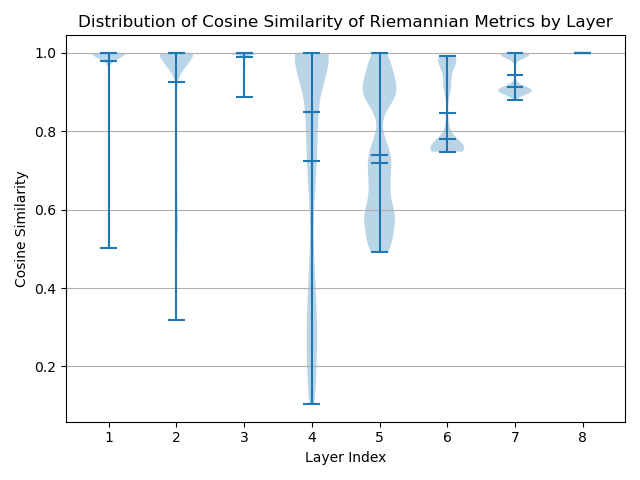 Distribution of Cosine Similarity of Riemannian Metrics by Layer
1.0
0.8
0.6
0.4
0.2
Cosine Similarity
1 2 3 4 5 6 7 8
Layer Index